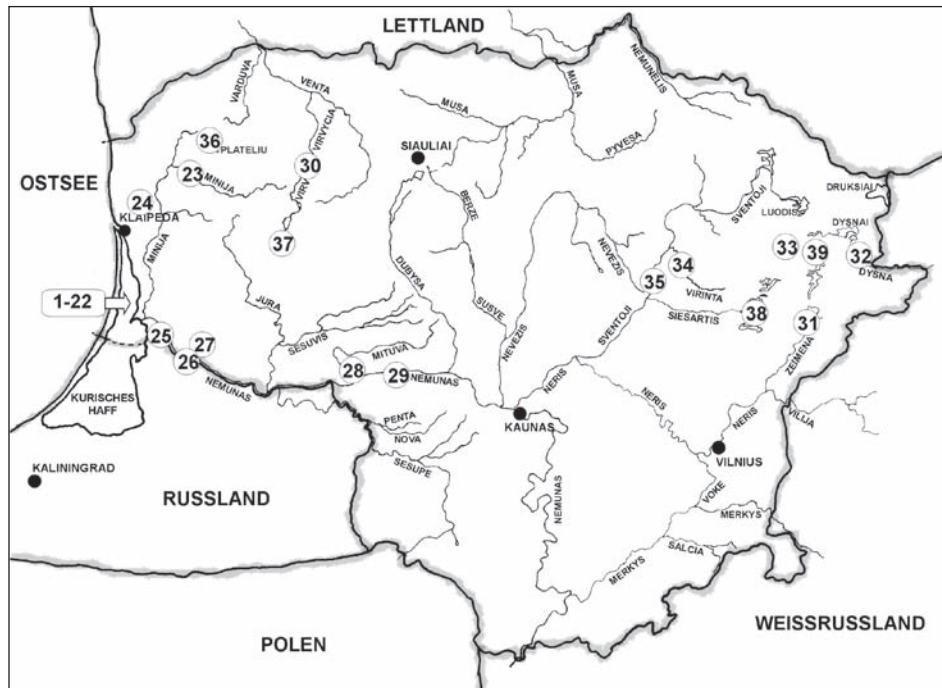 LETTLAND
NEMUNELIS
VARDUVA
VENTA
MUSA
MUSA
VIRVYCIA
36
PLATELIU
SIAULIAI
PYVESA
30
23
MINIJA
VIRV
OSTSEE
SVENTOJI
DRUKSIAI
24
KLAIPEDA
BERZE
LUODIS
DYSNAI
37
MINIJA
NEVEZIS
33
39
32
DYSNA
34
DUBYSA
35
VIRINTA
1-22
JURA
SUSVE
SIESARTIS
38
31
25
27
26
SESUVIS
NEVEZIS
SVENTOJI
ZEIMENA
MITUVA
28
29
NEMUNAS
NEMUNAS
NERIS
KURISCHES
HAFF
NERIS
PENTA
KAUNAS
NERIS
VILIJA
NOVA
VILNIUS
KALININGRAD
SESUPE
RUSSLAND
NEMUNAS
VOKE
MERKYS
SALCIA
MERKYS
WEISSRUSSLAND
POLEN